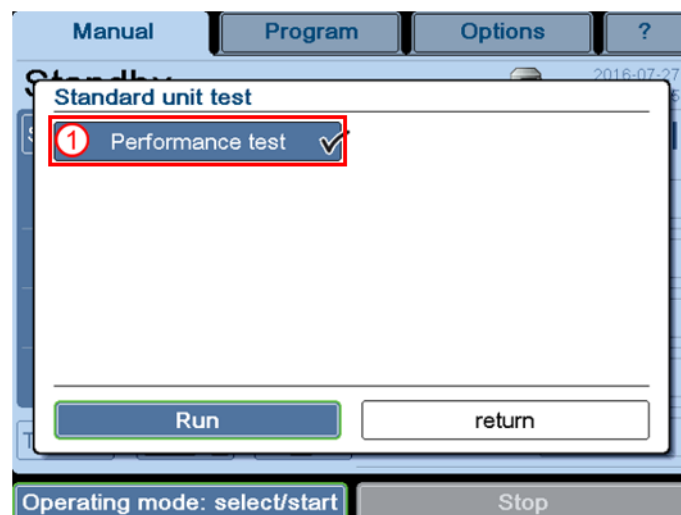 Manual Program Options ?
Standby
2016-07-27
Standard unit test
1 Performance test
Run return
Operating mode: select/start Stop